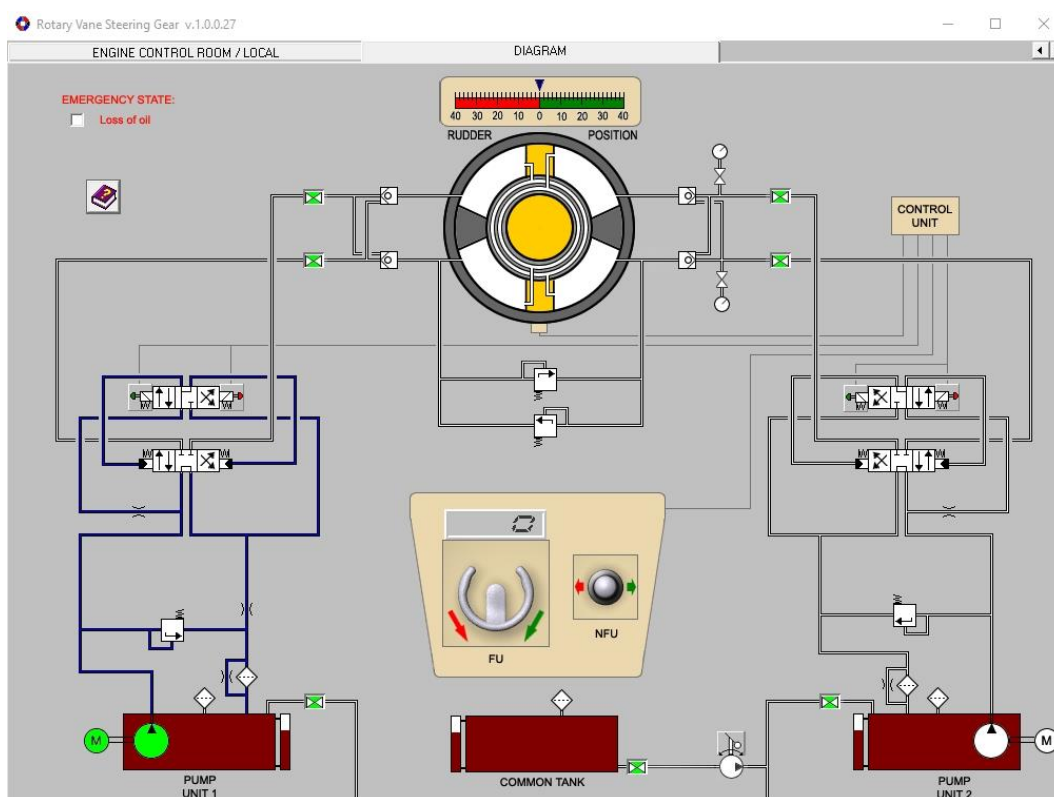 Rotary Vane Steering Gear v.1.0.0.27
ENGINE CONTROL ROOM / LOCAL
DIAGRAM
EMERGENCY STATE:
Loss of oil
40 30 20 10 0 10 20 30 40
RUDDER POSITION
CONTROL
UNIT
0
FU
NFU
M
PUMP
UNIT 1
COMMON TANK
M
PUMP
UNIT 2